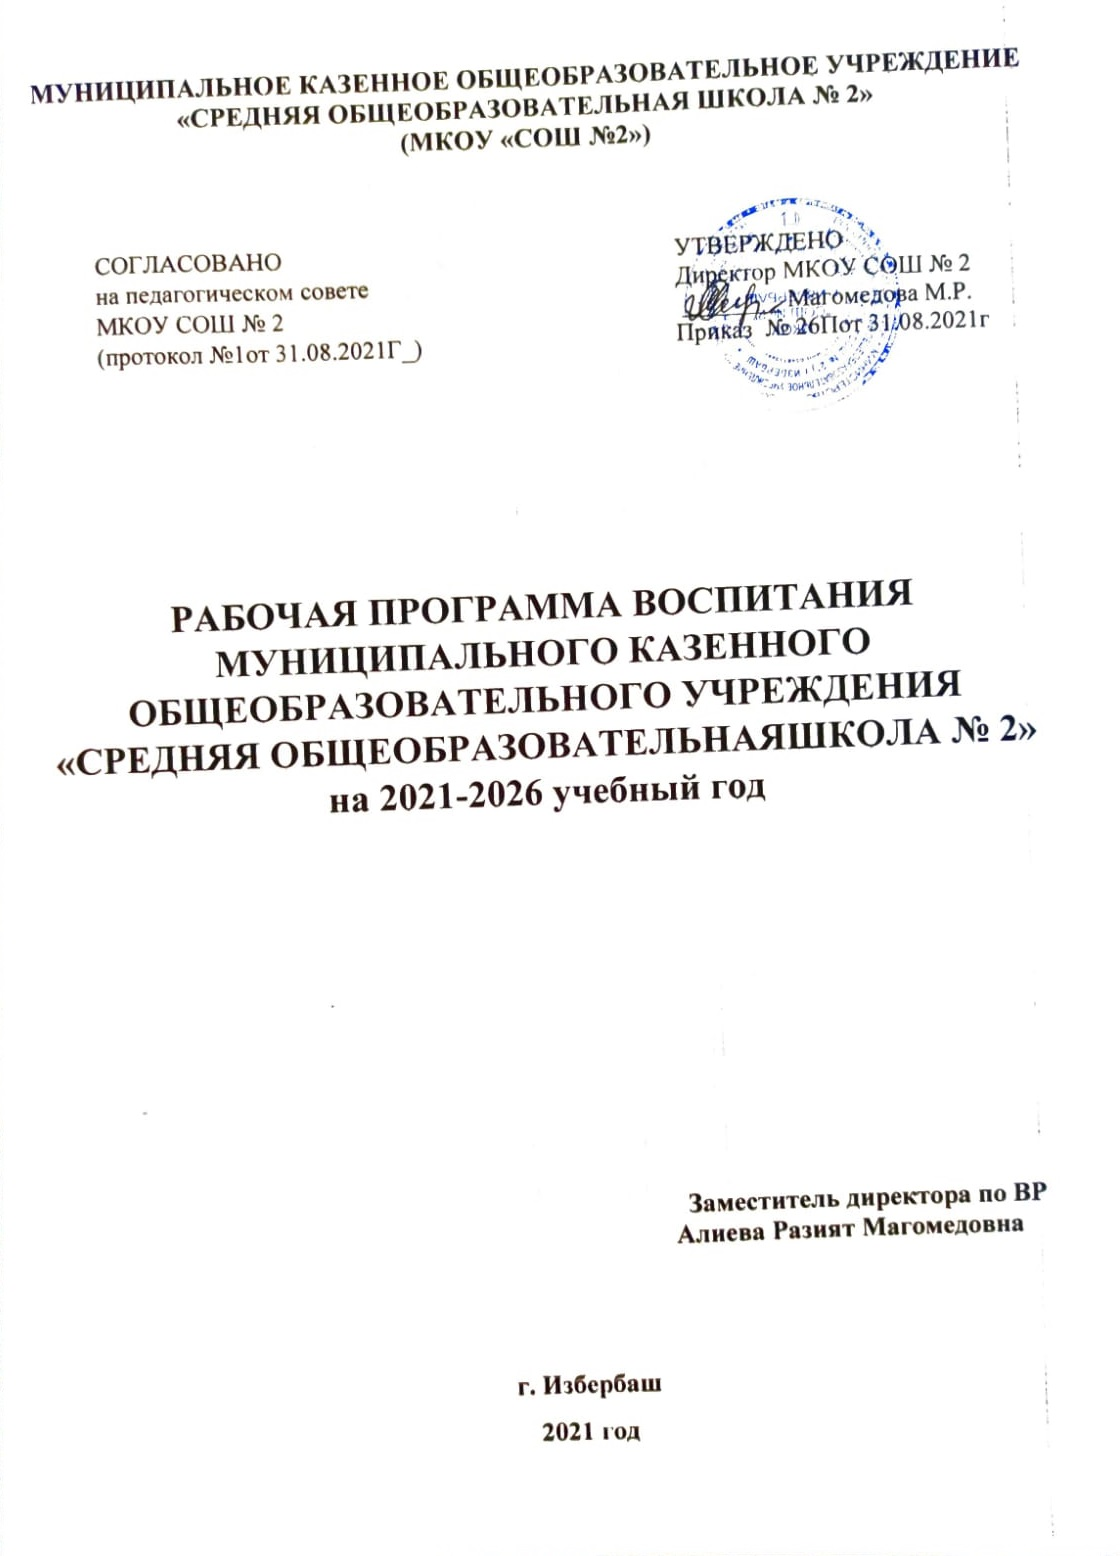 МУНИЦИПАЛЬНОЕ КАЗЕННОЕ ОБЩЕОБРАЗОВАТЕЛЬНОЕ УЧРЕЖДЕНИЕ
«СРЕДНЯЯ ОБЩЕОБРАЗОВАТЕЛЬНАЯ ШКОЛА № 2»
(МКОУ «СОШ №2»)
СОГЛАСОВАНО
на педагогическом совете
МКОУ СОШ № 2
(протокол №1от 31.08.2021Г_)
УТВЕРЖДЕНО
Директор МКОУ СОШ № 2
Магомедова М.Р.
Приказ № 26Пот 31.08.2021г
РАБОЧАЯ ПРОГРАММА ВОСПИТАНИЯ
МУНИЦИПАЛЬНОГО КАЗЕННОГО
ОБЩЕОБРАЗОВАТЕЛЬНОГО УЧРЕЖДЕНИЯ
«СРЕДНЯЯ ОБЩЕОБРАЗОВАТЕЛЬНАЯШКОЛА № 2»
на 2021-2026 учебный год
Заместитель директора по ВР
Алиева Разият Магомедовна
г. Избербаш
2021 год